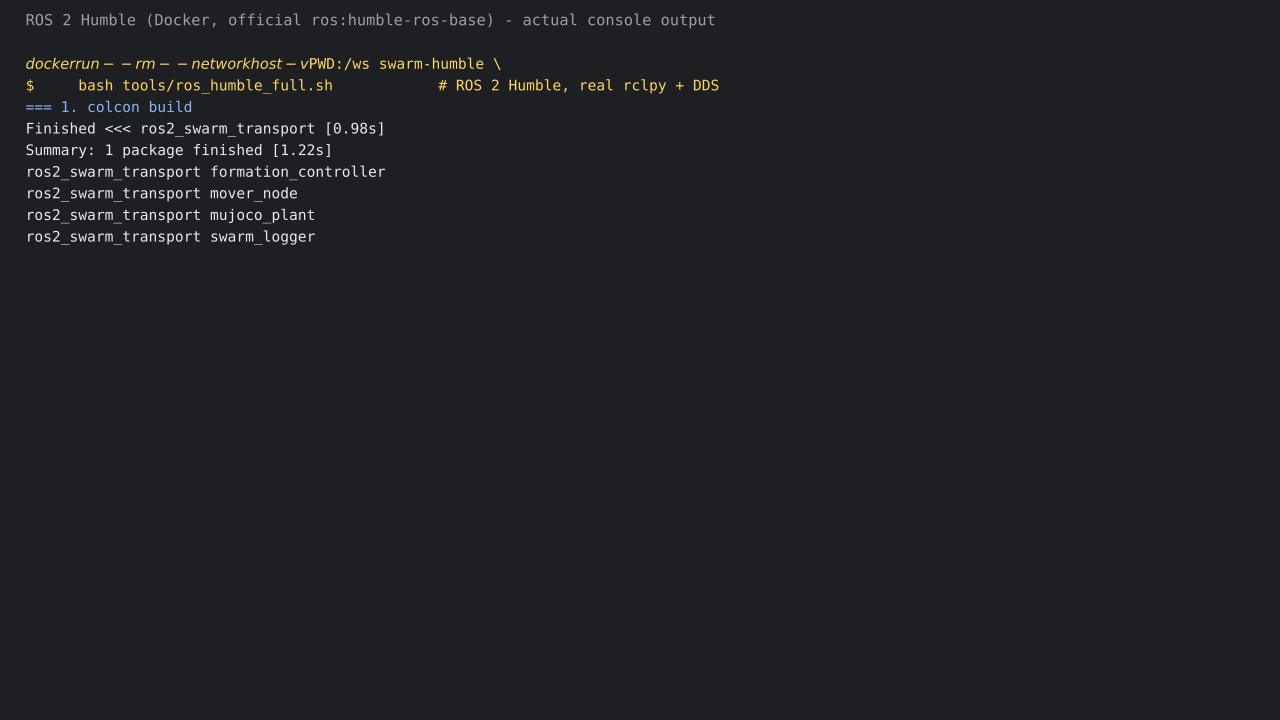 ROS 2 Humble (Docker, official ros:humble-ros-base) - actual console output
dockerrun − −rm − −networkhost − vPWD:/ws swarm-humble \
$     bash tools/ros_humble_full.sh            # ROS 2 Humble, real rclpy + DDS
=== 1. colcon build
Finished <<< ros2_swarm_transport [0.98s]
Summary: 1 package finished [1.22s]
ros2_swarm_transport formation_controller
ros2_swarm_transport mover_node
ros2_swarm_transport mujoco_plant
ros2_swarm_transport swarm_logger